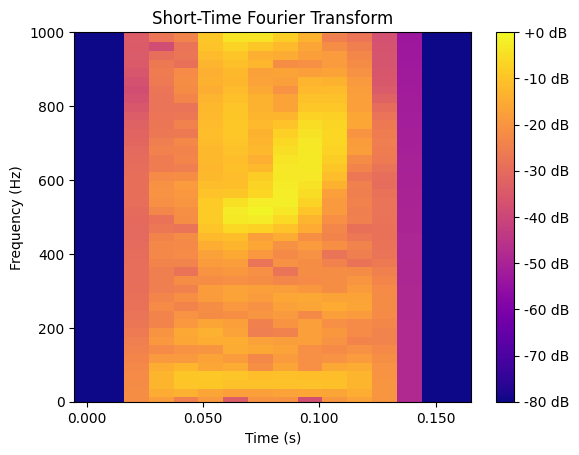 Short-Time Fourier Transform
1000
800
600
400
200
0
Frequency (Hz)
0.000
0.050
0.100
0.150
Time (s)
+0 dB
-10 dB
-20 dB
-30 dB
-40 dB
-50 dB
-60 dB
-70 dB
-80 dB